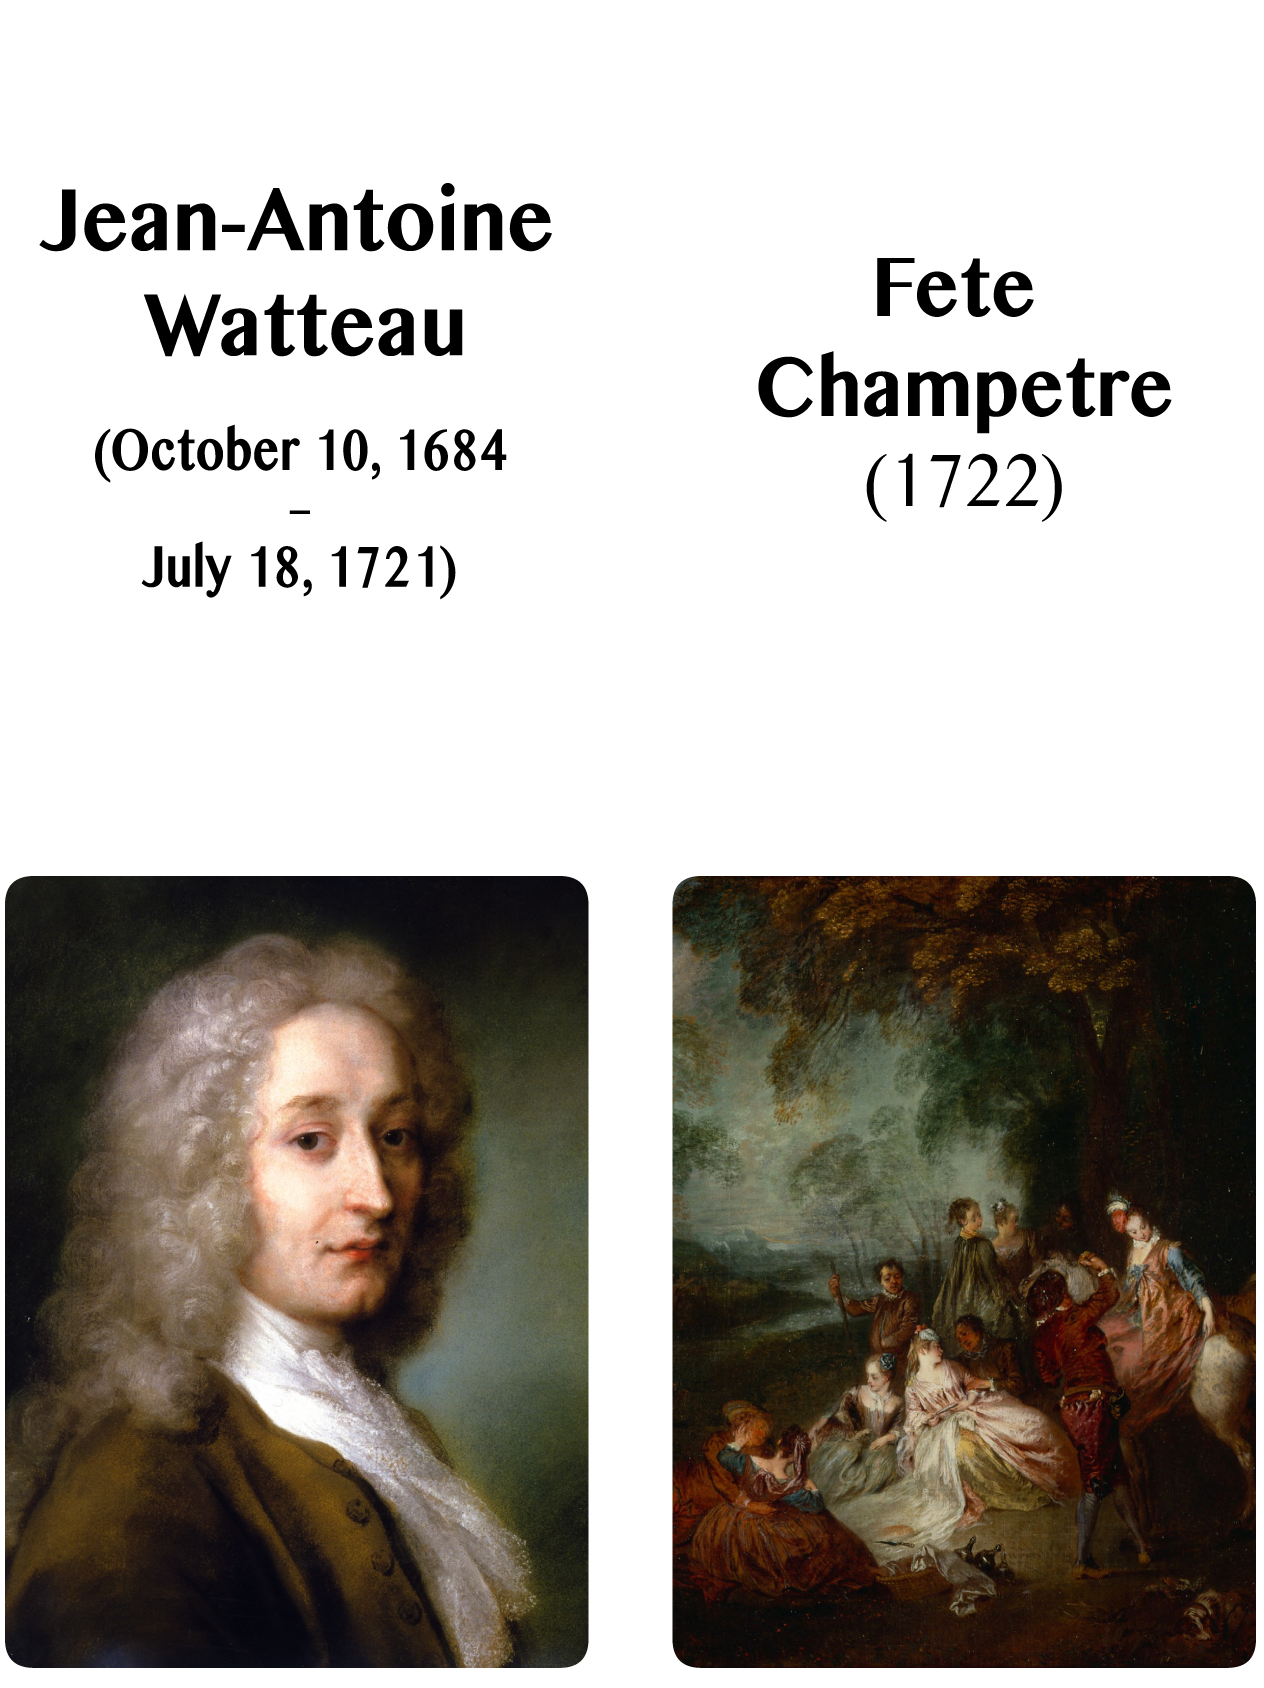 Jean-Antoine
Watteau
(October 10, 1684
–
July 18, 1721)
Fete
Champetre
(1722)